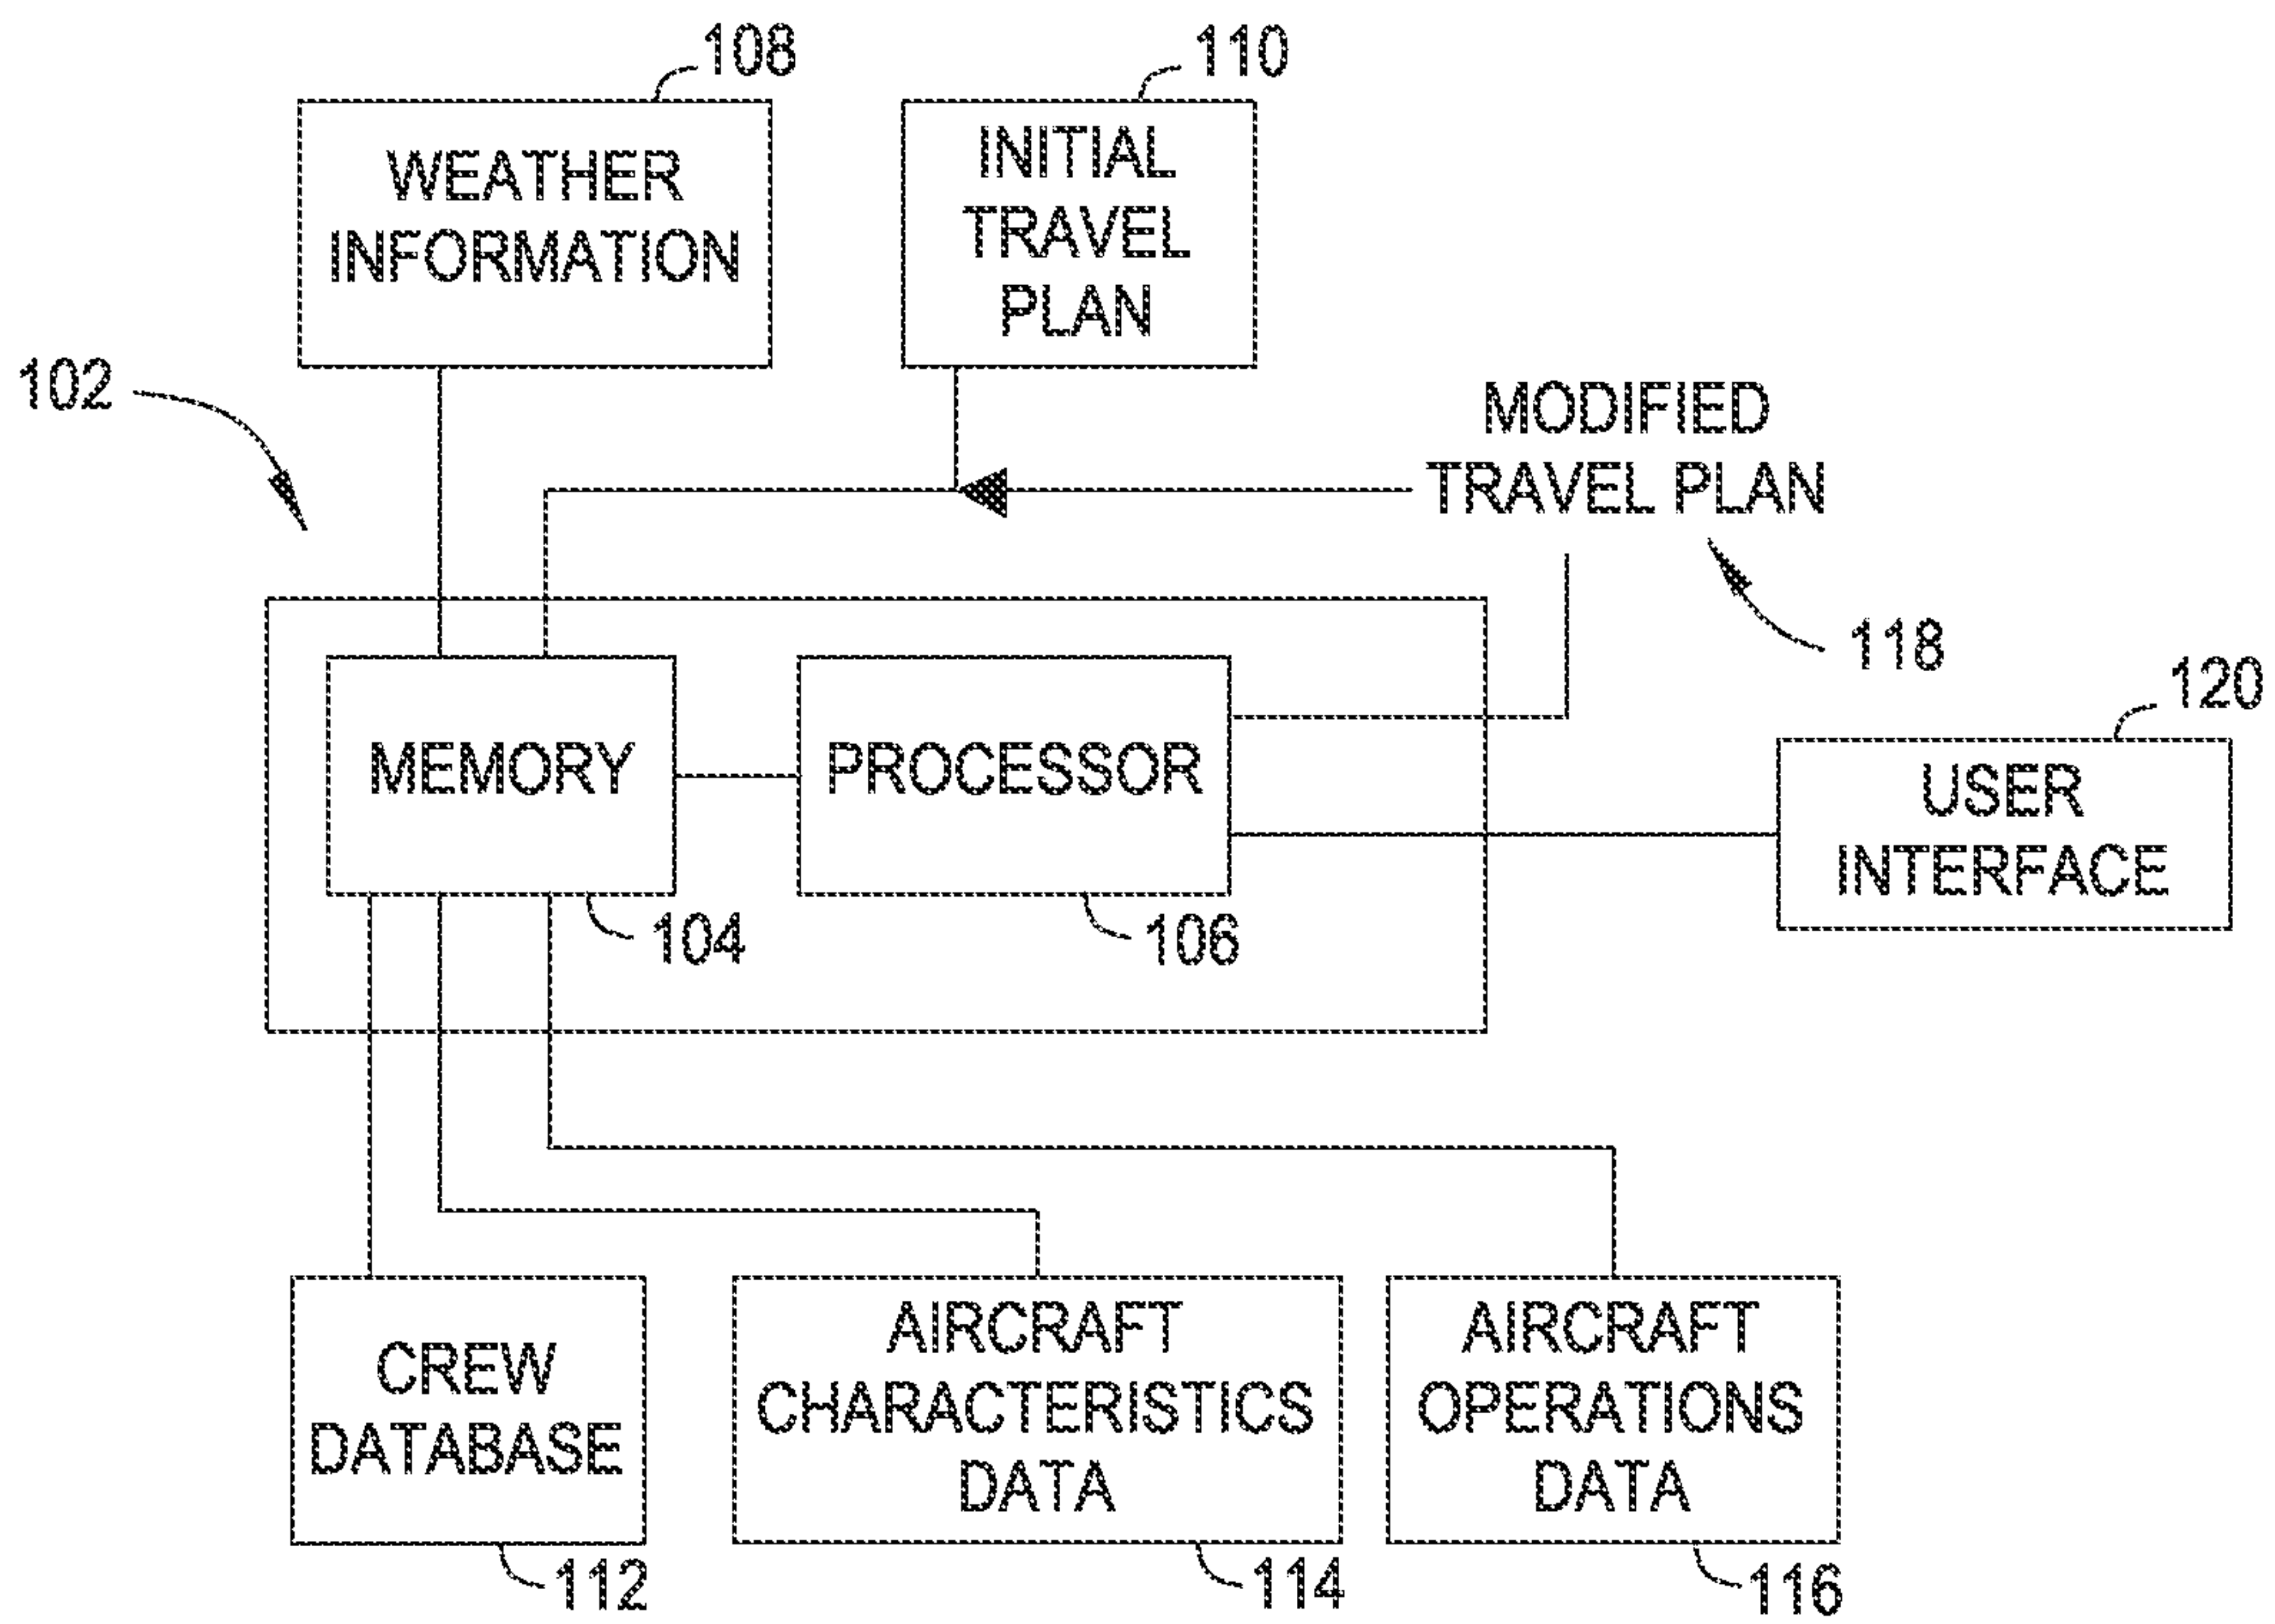 108
110
WEATHER
INFORMATION
INITIAL
TRAVEL
PLAN
102
MODIFIED
TRAVEL PLAN
118
120
MEMORY
PROCESSOR
USER
INTERFACE
104
106
CREW
DATABASE
AIRCRAFT
CHARACTERISTICS
DATA
AIRCRAFT
OPERATIONS
DATA
112
114
116